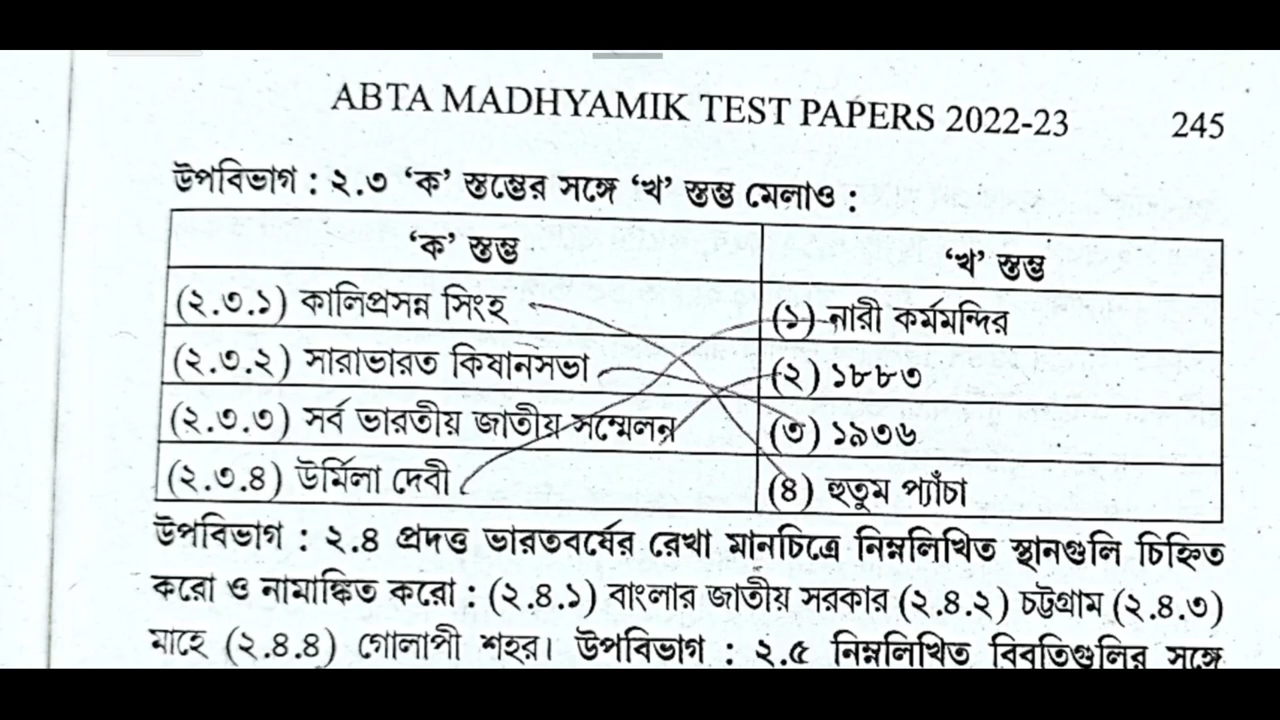 ABTA MADHYAMIK TEST PAPERS 2022-23 245
উপবিভাগ : ২.৩ ‘ক’ স্তম্ভের সঙ্গে ‘খ’ স্তম্ভ মেলাও :
‘ক’ স্তম্ভ ‘খ’ স্তম্ভ
(২.৩.১) কালিপ্রসন্ন সিংহ (১) নারী কর্মমন্দির
(২.৩.২) সারাভারত কিষানসভা (২) ১৮৮৩
(২.৩.৩) সর্ব ভারতীয় জাতীয় সম্মেলন (৩) ১৯৩৬
(২.৩.৪) উর্মিলা দেবী (৪) হুতুম প্যাঁচা
উপবিভাগ : ২.৪ প্রদত্ত ভারতবর্ষের রেখা মানচিত্রে নিম্নলিখিত স্থানগুলি চিহ্নিত
করো ও নামাঙ্কিত করো : (২.৪.১) বাংলার জাতীয় সরকার (২.৪.২) চট্টগ্রাম (২.৪.৩)
মাহে (২.৪.৪) গোলাপী শহর। উপবিভাগ : ২.৫ নিম্নলিখিত বিবৃতিগুলির সঙ্গে